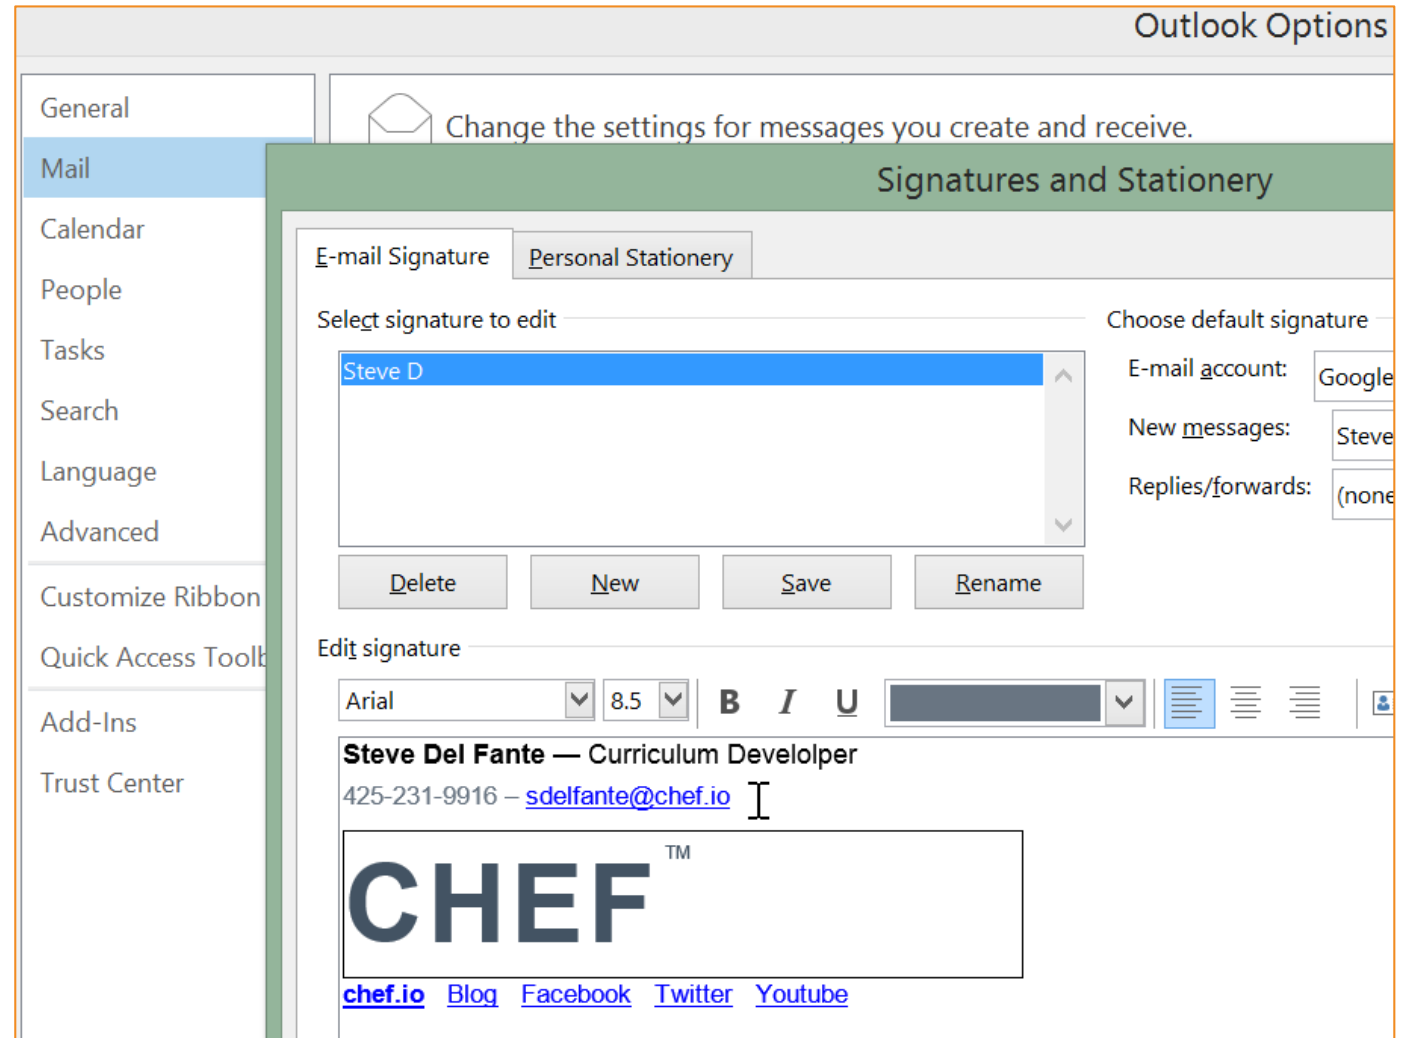 Outlook Options
General
Mail
Calendar
People
Tasks
Search
Language
Advanced
Customize Ribbon
Quick Access Toolb
Add-Ins
Trust Center
Change the settings for messages you create and receive.
Signatures and Stationery
E-mail Signature
Personal Stationery
Select signature to edit
Steve D
Delete
New
Save
Rename
Choose default signature
E-mail account: Google
New messages: Steve
Replies/forwards: (none
Edit signature
Arial
8.5
B I U
Steve Del Fante — Curriculum Develolper
425-231-9916 – sdelfante@chef.io
CHEF™
chef.io Blog Facebook Twitter Youtube